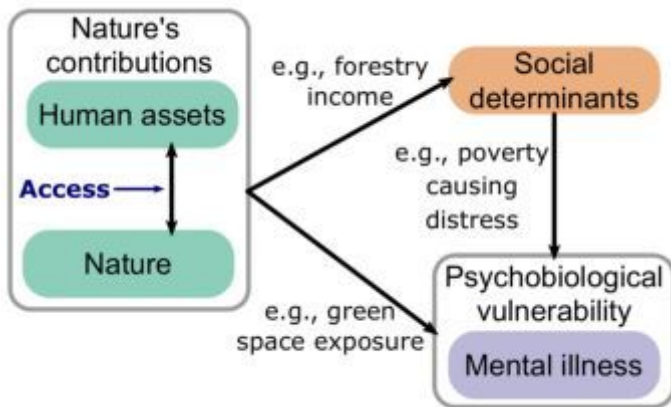 Nature's
contributions
Human assets
Access
Nature
e.g., forestry
income
Social
determinants
e.g., poverty
causing
distress
e.g., green
space exposure
Psychobiological
vulnerability
Mental illness